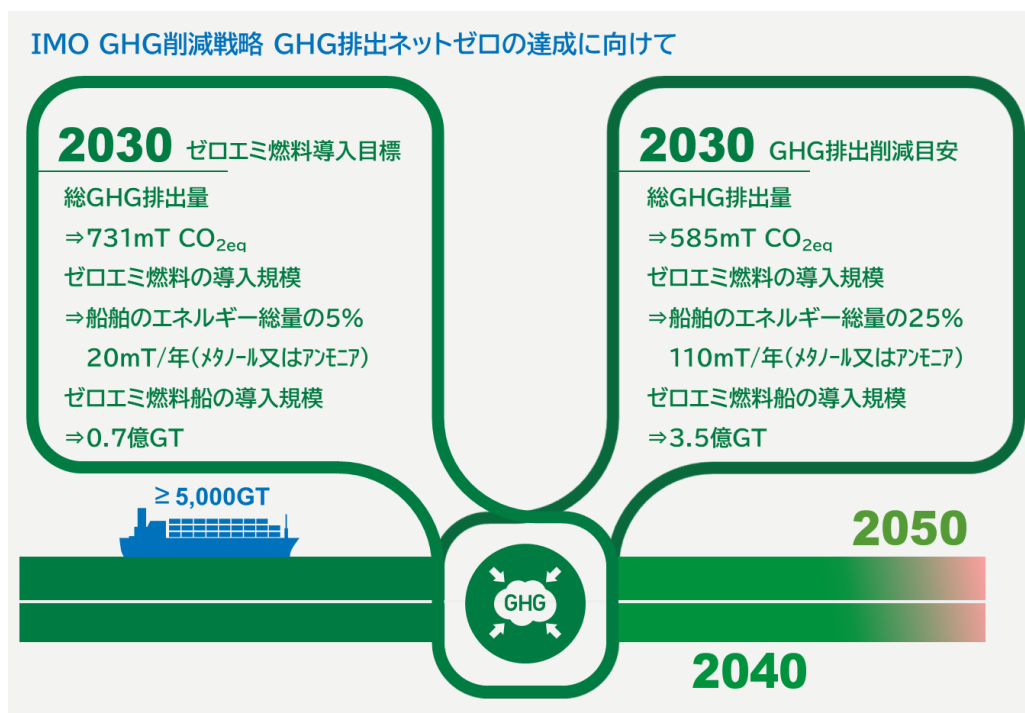 IMO GHG削減戦略 GHG排出ネットゼロの達成に向けて
2030 ゼロエミ燃料導入目標
総GHG排出量
⇒731mT CO2eq
ゼロエミ燃料の導入規模
⇒船舶のエネルギー総量の5%
20mT/年(メタノール又はアンモニア)
ゼロエミ燃料船の導入規模
⇒0.7億GT
2030 GHG排出削減目安
総GHG排出量
⇒585mT CO2eq
ゼロエミ燃料の導入規模
⇒船舶のエネルギー総量の25%
110mT/年(メタノール又はアンモニア)
ゼロエミ燃料船の導入規模
⇒3.5億GT
≥ 5,000GT
GHG
2050
2040